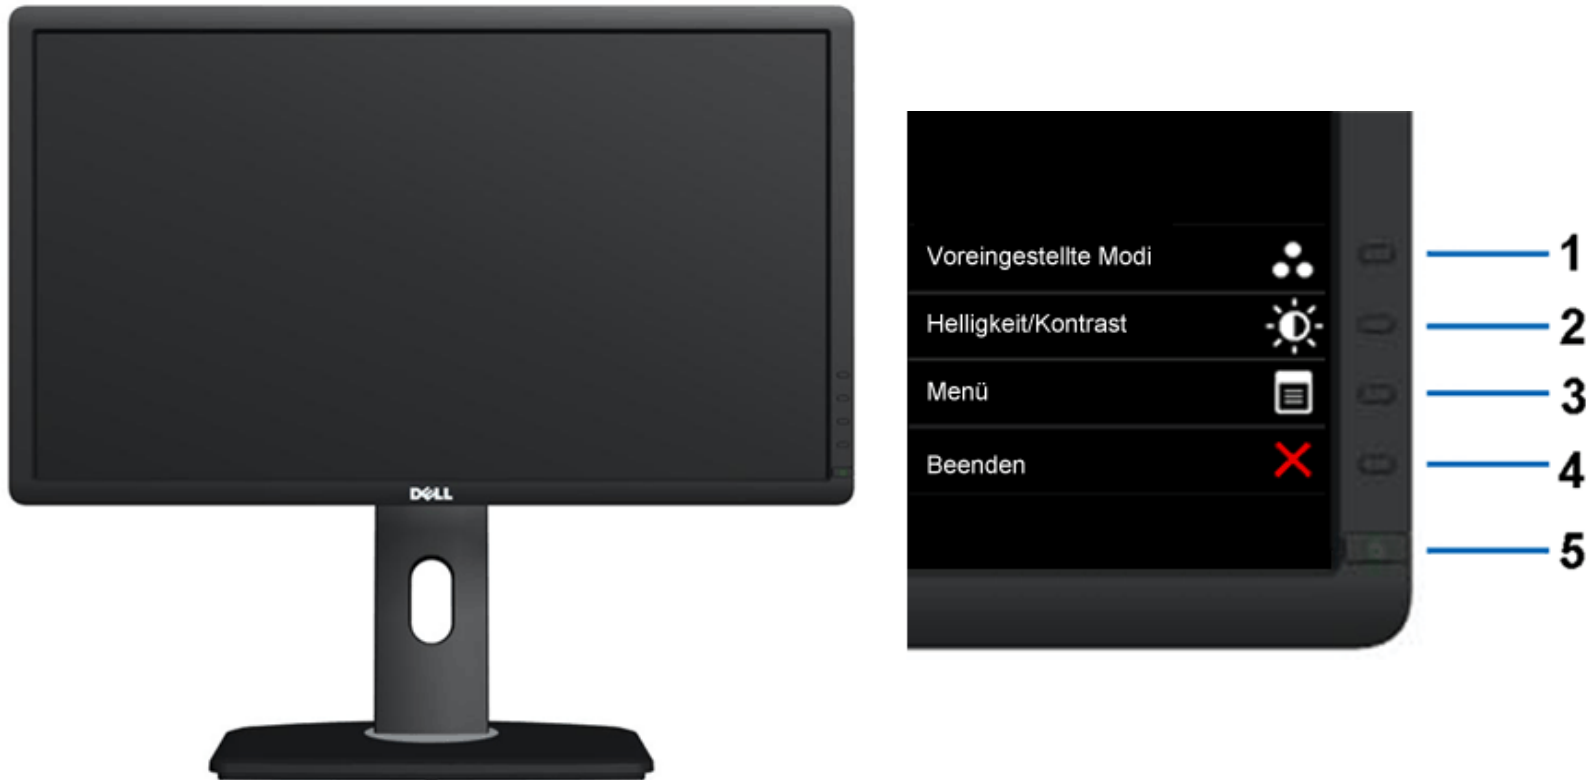 DELL
Voreingestellte Modi
1
Helligkeit/Kontrast
2
Menü
3
Beenden
4
5